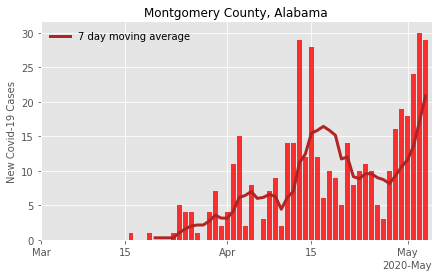 Montgomery County, Alabama
7 day moving average
New Covid-19 Cases
30
25
20
15
10
5
0
Mar 15 Apr 15 May
2020-May